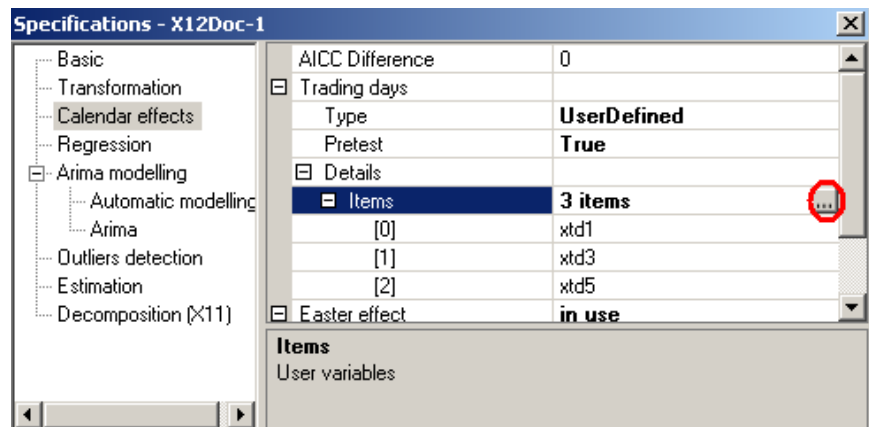 Specifications - X12Doc-1
Basic
Transformation
Calendar effects
Regression
Arima modelling
Automatic modelling
Arima
Outliers detection
Estimation
Decomposition (X11)
AICC Difference 0
Trading days
Type UserDefined
Pretest True
Details
Items 3 items ...
[0] xtd1
[1] xtd3
[2] xtd5
Easter effect in use
Items
User variables